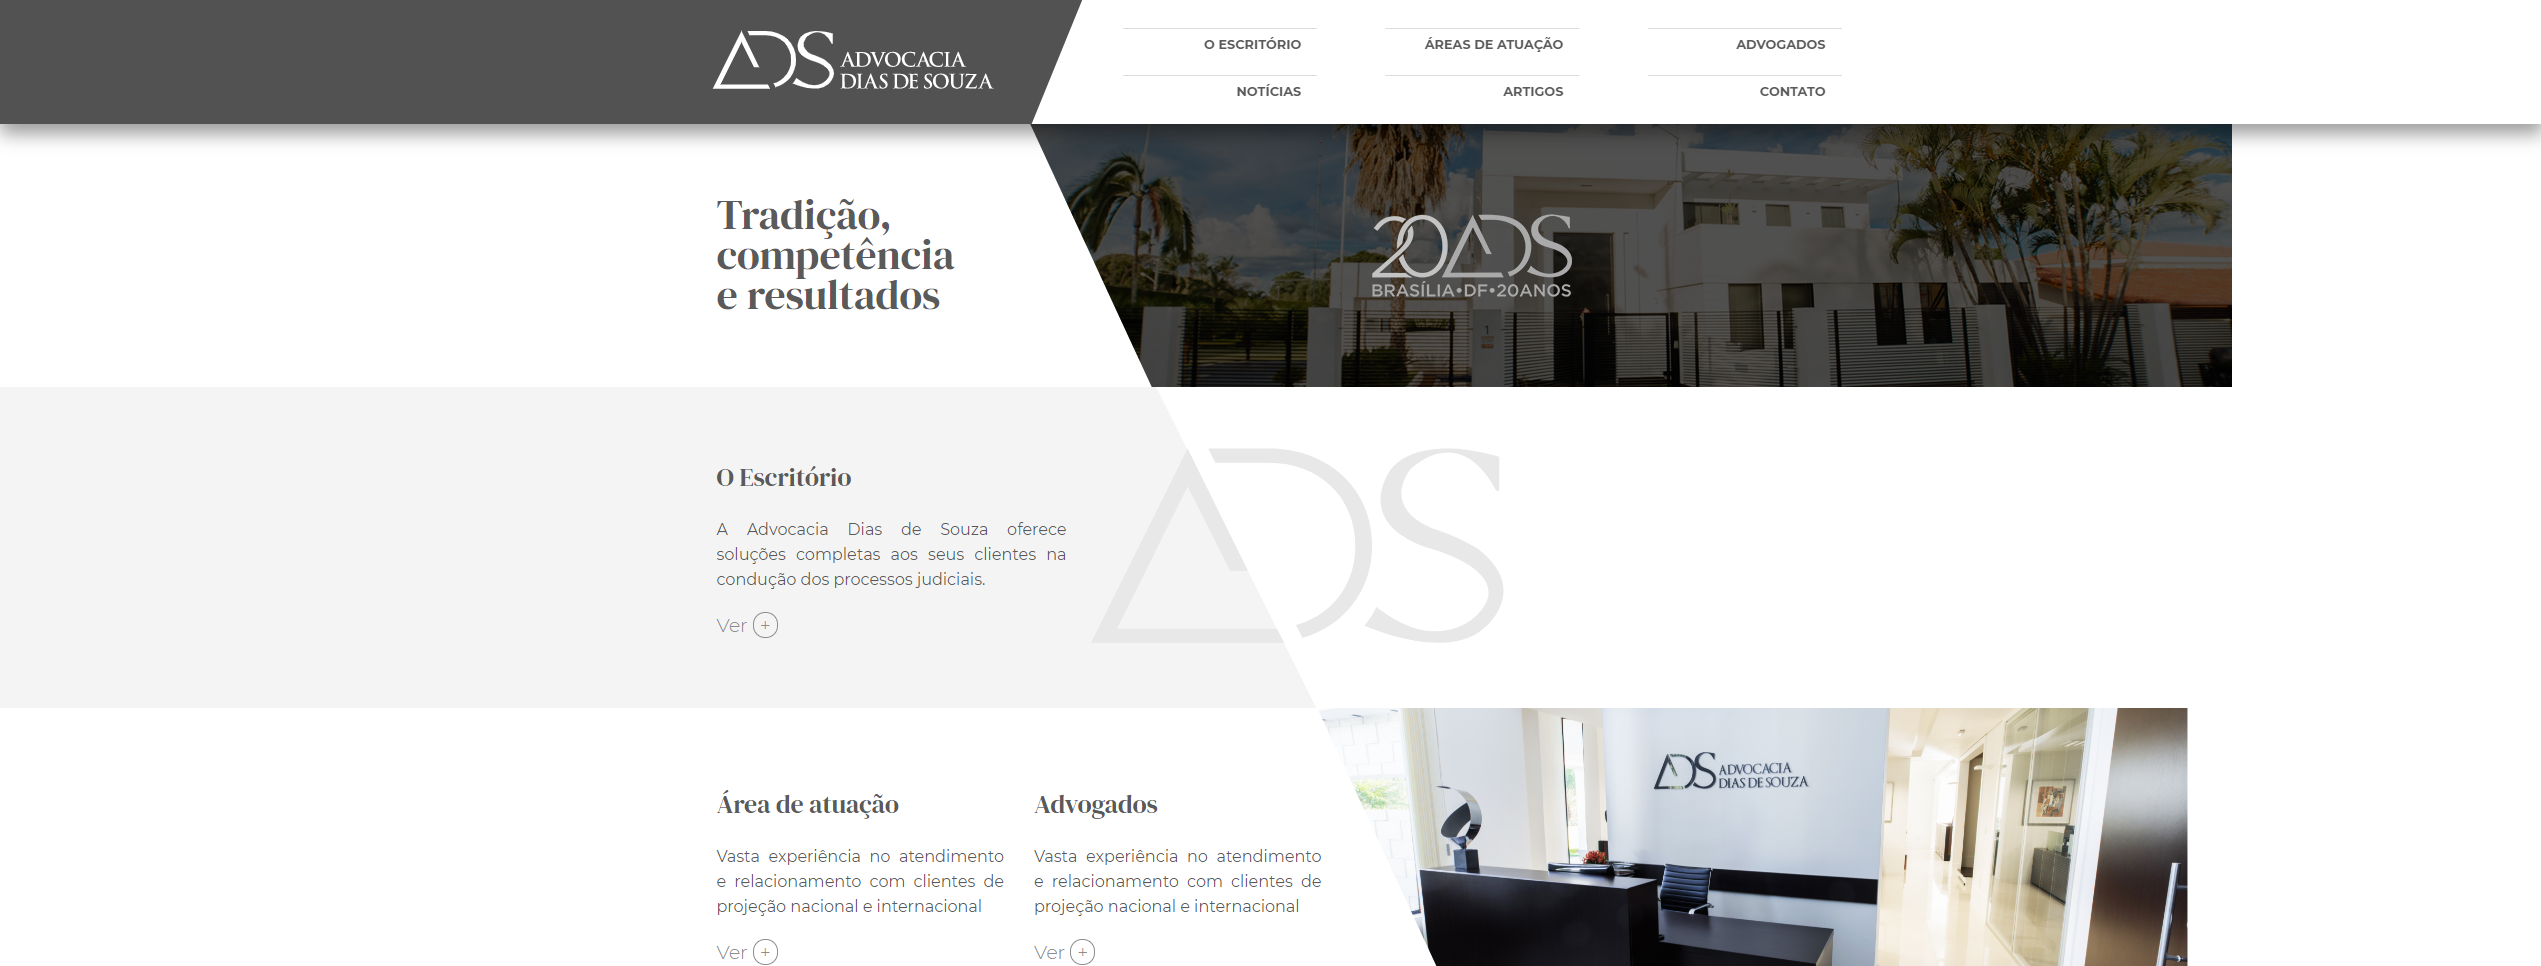 ADS ADVOCACIA
DIAS DE SOUZA
O ESCRITÓRIO
ÁREAS DE ATUAÇÃO
ADVOGADOS
NOTÍCIAS
ARTIGOS
CONTATO
Tradição,
competência
e resultados
20ADS
BRASÍLIA•DF•20ANOS
1
O Escritório
A Advocacia Dias de Souza oferece
soluções completas aos seus clientes na
condução dos processos judiciais.
Ver +
ADS
Área de atuação
Vasta experiência no atendimento
e relacionamento com clientes de
projeção nacional e internacional
Ver +
Advogados
Vasta experiência no atendimento
e relacionamento com clientes de
projeção nacional e internacional
Ver +
ADS ADVOCACIA
DIAS DE SOUZA